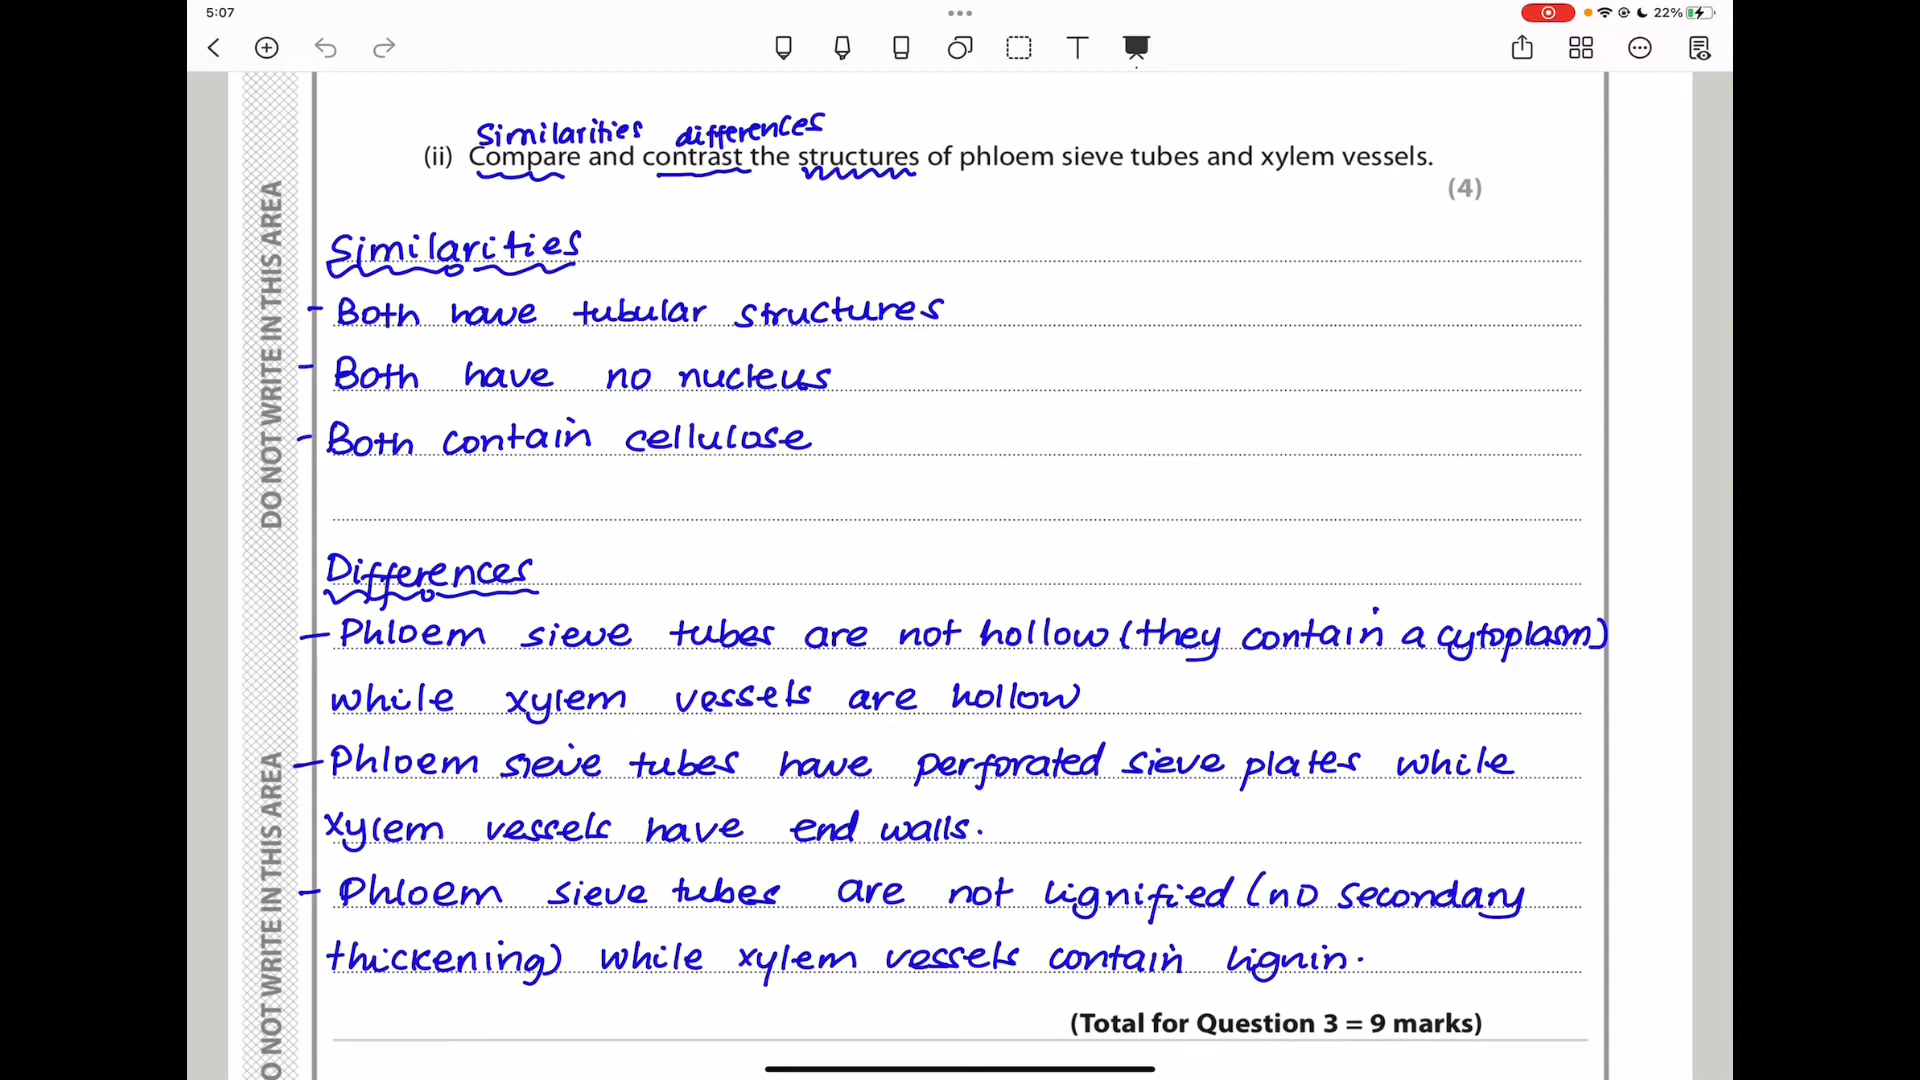 5:07
22%
Similarities differences
(ii) Compare and contrast the structures of phloem sieve tubes and xylem vessels.
(4)
DO NOT WRITE IN THIS AREA
Similarities
- Both have tubular structures
- Both have no nucleus
- Both contain cellulose
Differences
- Phloem sieve tubes are not hollow (they contain a cytoplasm)
while xylem vessels are hollow
- Phloem sieve tubes have perforated sieve plates while
xylem vessels have end walls.
- Phloem sieve tubes are not lignified (no secondary
thickening) while xylem vessels contain lignin.
O NOT WRITE IN THIS AREA
(Total for Question 3 = 9 marks)